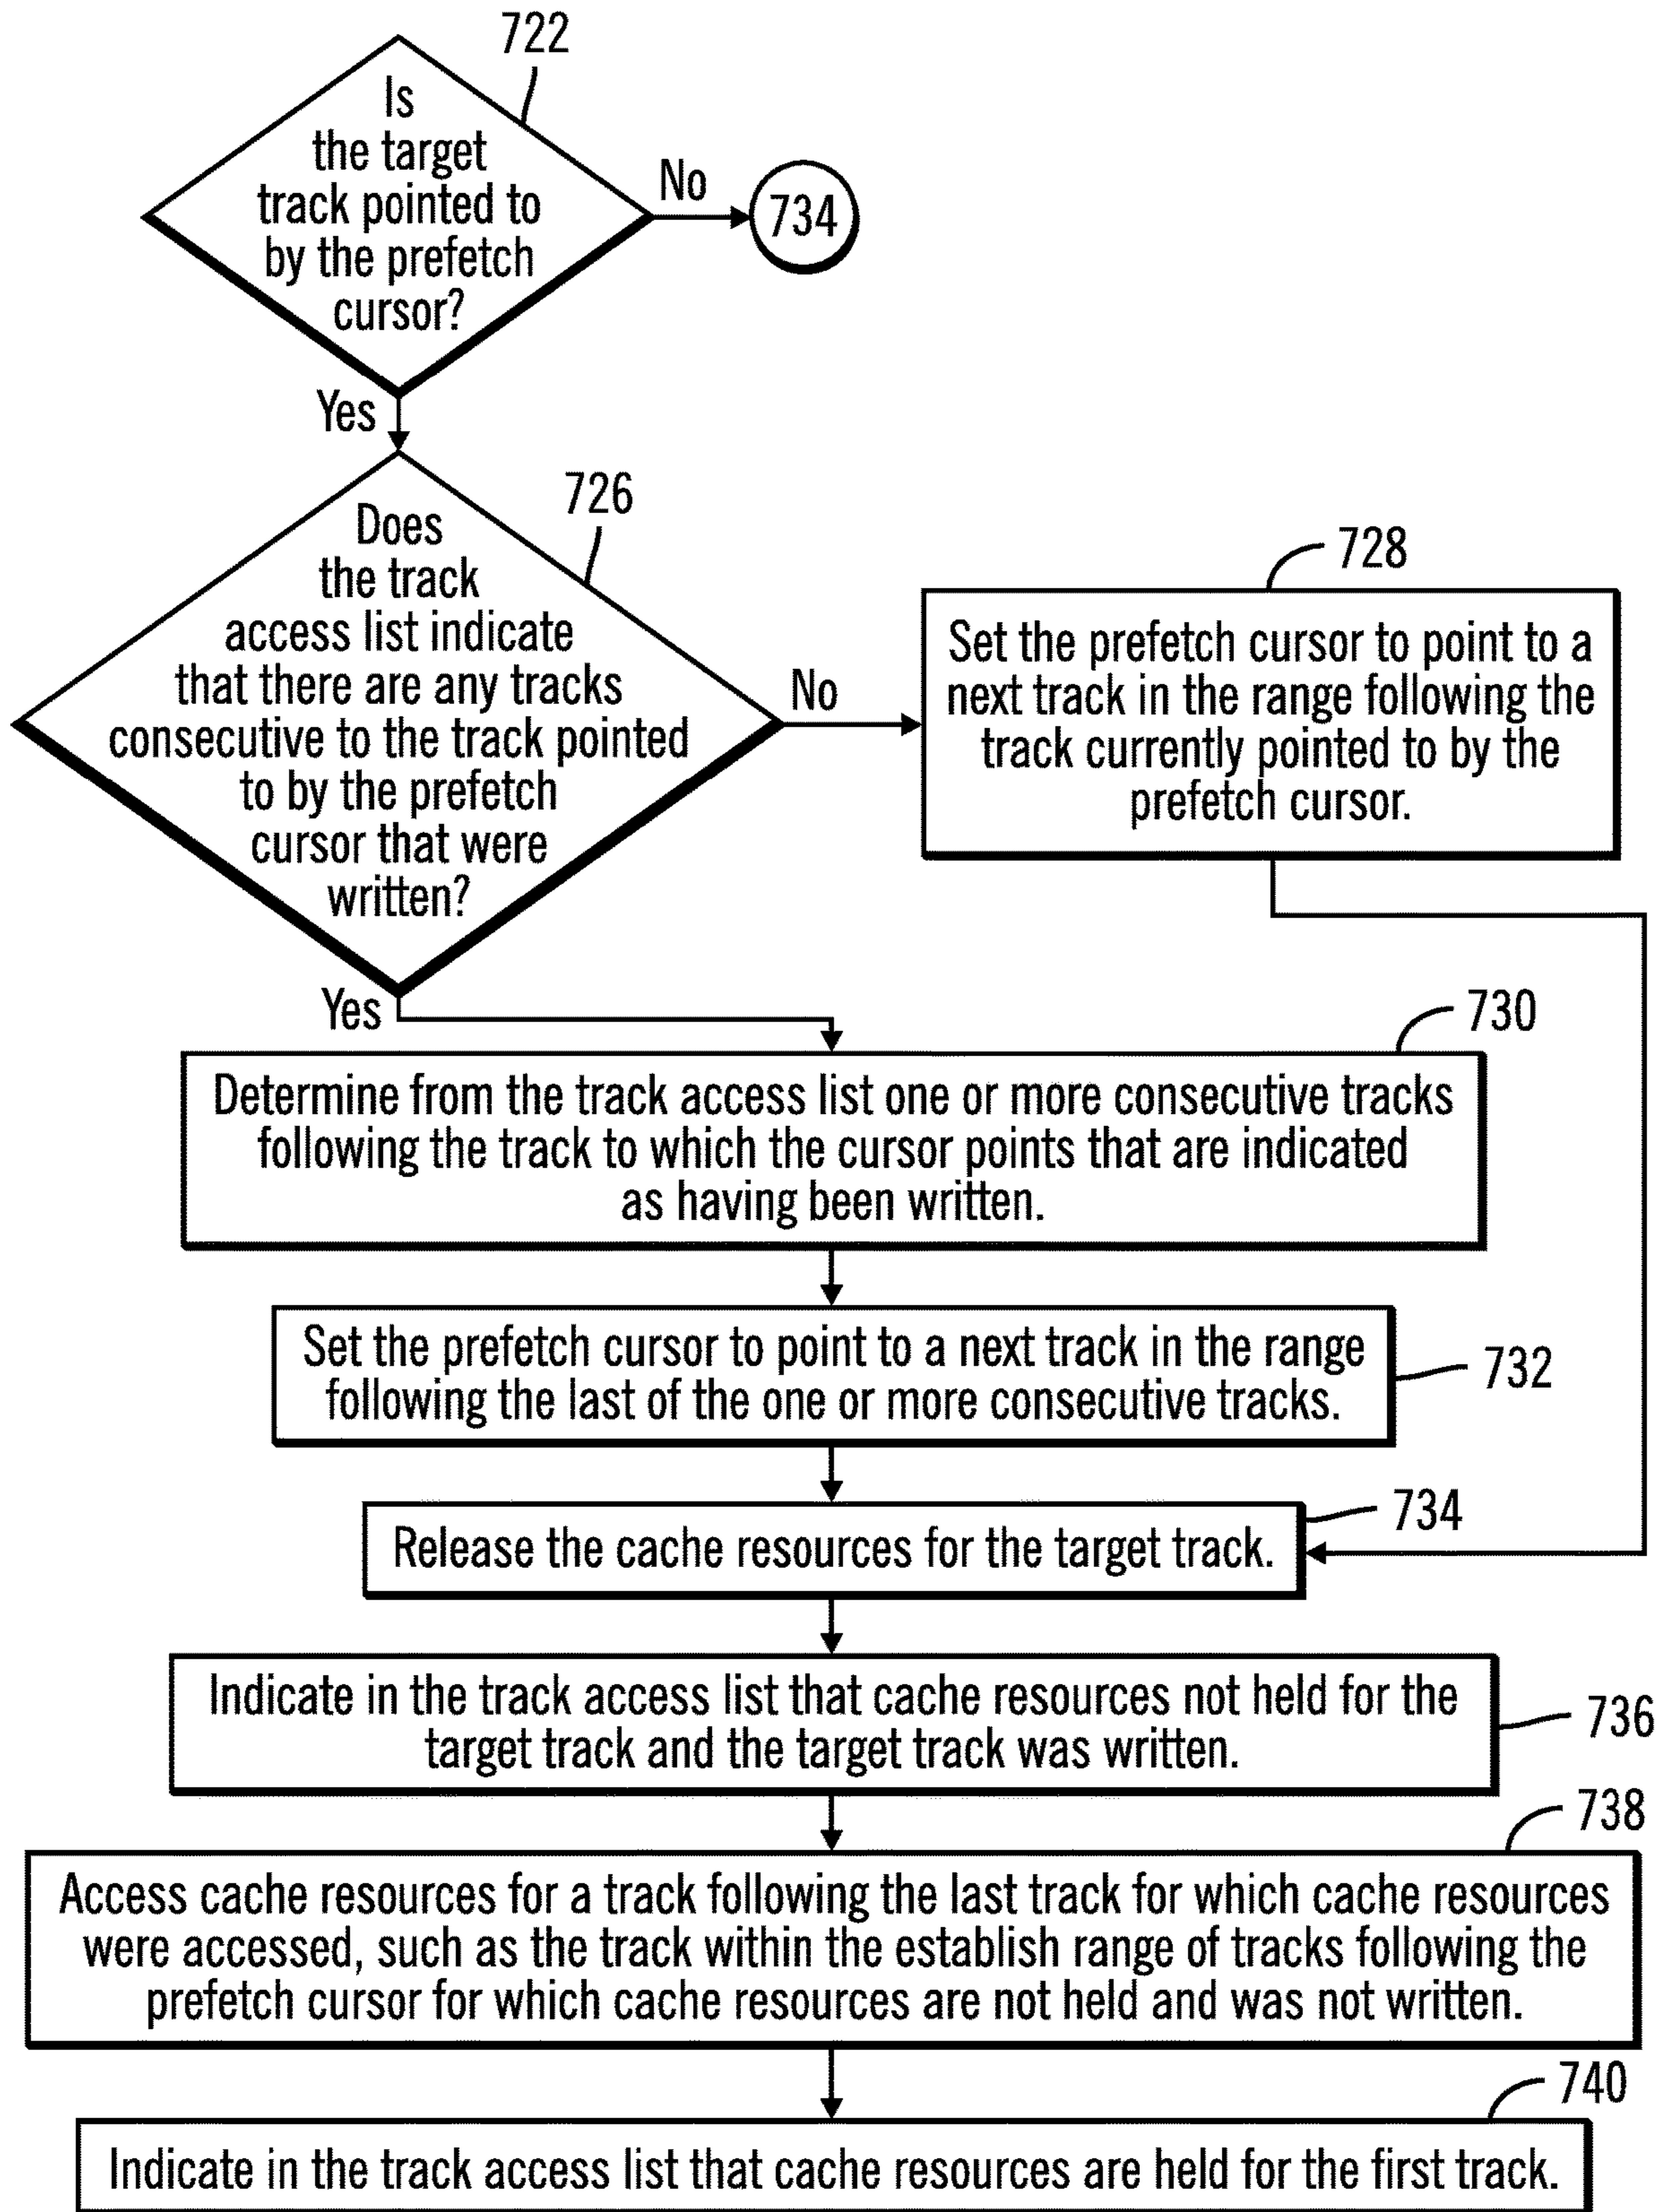 722
Is
the target
track pointed to
by the prefetch
cursor?
No
734
Yes
726
Does
the track
access list indicate
that there are any tracks
consecutive to the track pointed
to by the prefetch
cursor that were
written?
No
728
Set the prefetch cursor to point to a
next track in the range following the
track currently pointed to by the
prefetch cursor.
Yes
730
Determine from the track access list one or more consecutive tracks
following the track to which the cursor points that are indicated
as having been written.
Set the prefetch cursor to point to a next track in the range
following the last of the one or more consecutive tracks.
732
734
Release the cache resources for the target track.
Indicate in the track access list that cache resources not held for the
target track and the target track was written.
736
738
Access cache resources for a track following the last track for which cache resources
were accessed, such as the track within the establish range of tracks following the
prefetch cursor for which cache resources are not held and was not written.
740
Indicate in the track access list that cache resources are held for the first track.